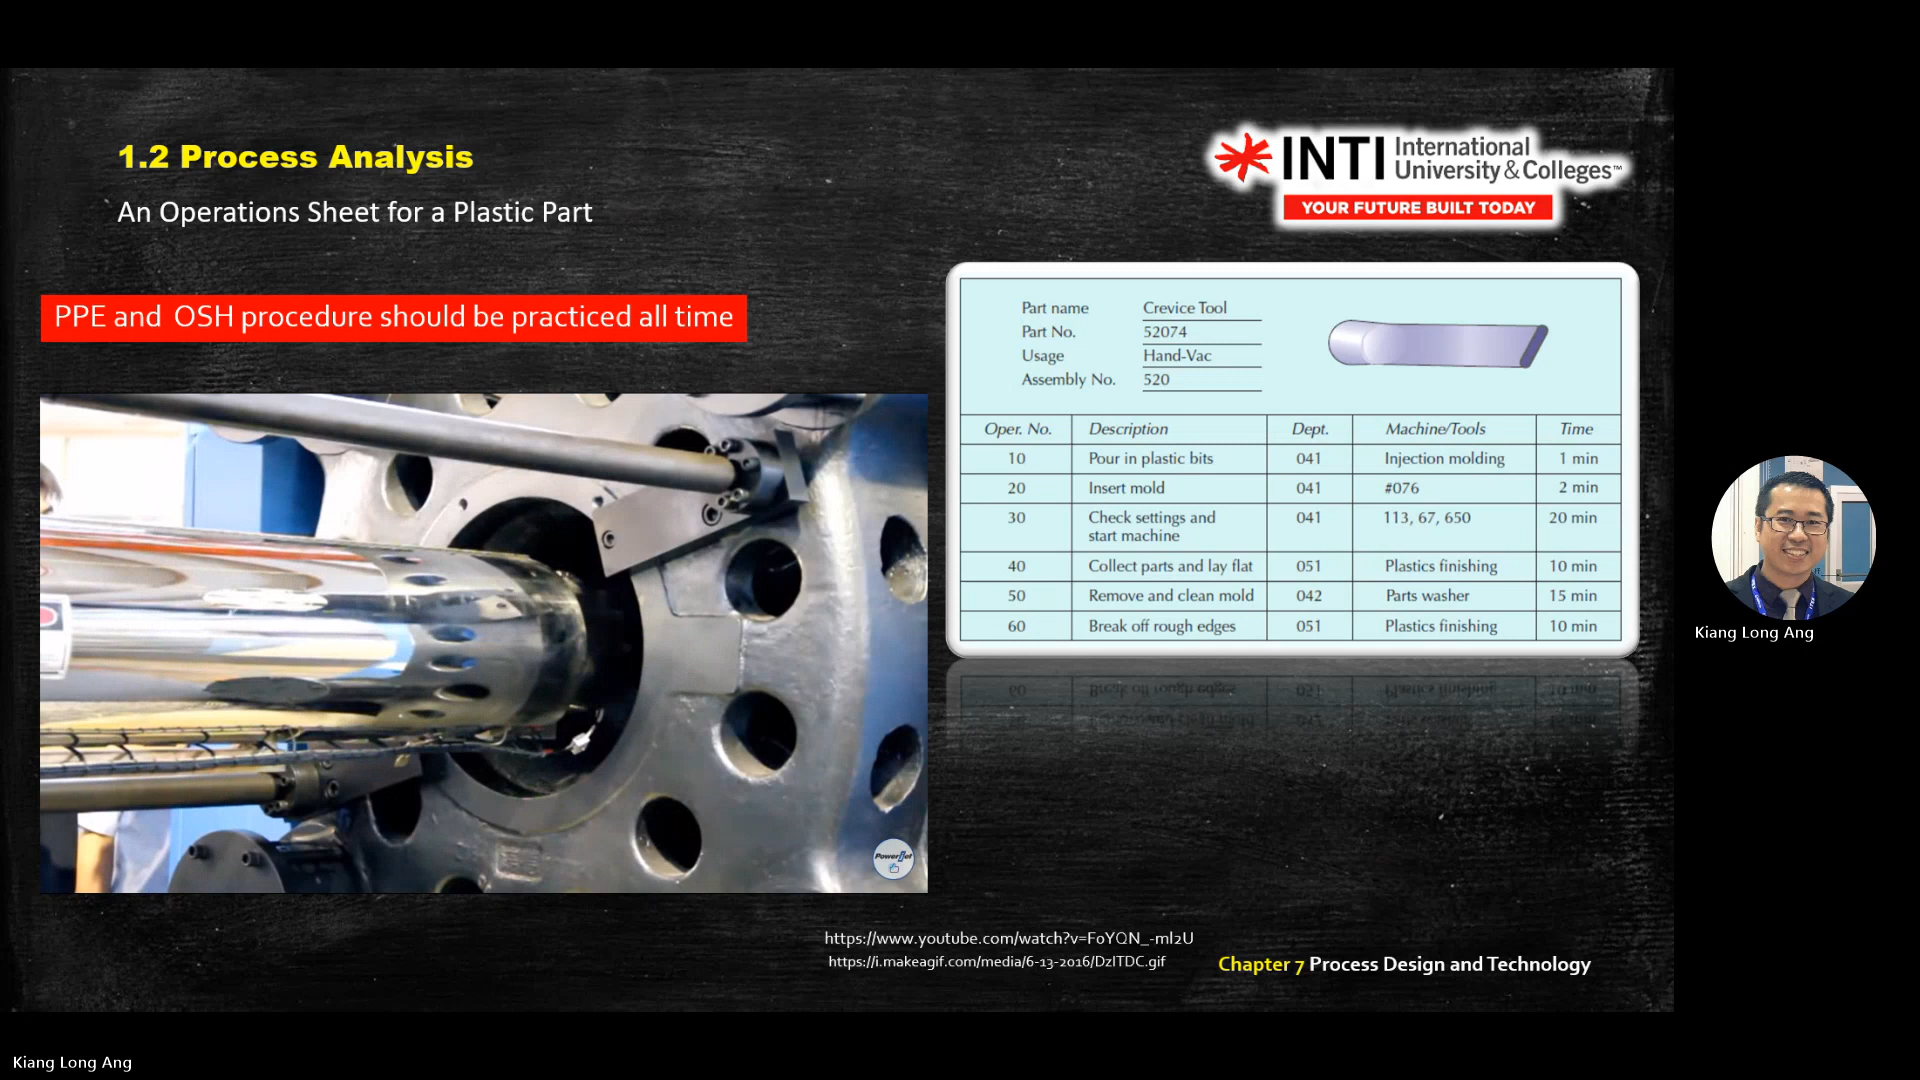 1.2 Process Analysis
An Operations Sheet for a Plastic Part
INTI International University & Colleges™
YOUR FUTURE BUILT TODAY
PPE and OSH procedure should be practiced all time
Part name Crevice Tool
Part No. 52074
Usage Hand-Vac
Assembly No. 520
Oper. No. Description Dept. Machine/Tools Time
10 Pour in plastic bits 041 Injection molding 1 min
20 Insert mold 041 #076 2 min
30 Check settings and start machine 041 113, 67, 650 20 min
40 Collect parts and lay flat 051 Plastics finishing 10 min
50 Remove and clean mold 042 Parts washer 15 min
60 Break off rough edges 051 Plastics finishing 10 min
PowerJet
https://www.youtube.com/watch?v=FoYQN_-ml2U
https://i.makeagif.com/media/6-13-2016/DzlTDC.gif
Chapter 7 Process Design and Technology
Kiang Long Ang
Kiang Long Ang